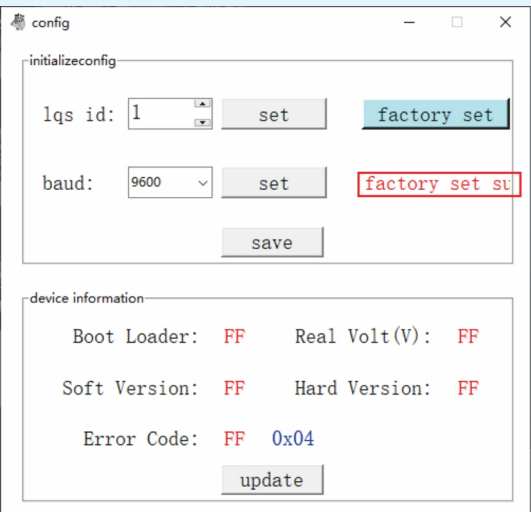 config
initializeconfig
lqs id: 1 set factory set
baud: 9600 set factory set su
save
device information
Boot Loader: FF Real Volt(V): FF
Soft Version: FF Hard Version: FF
Error Code: FF 0x04
update